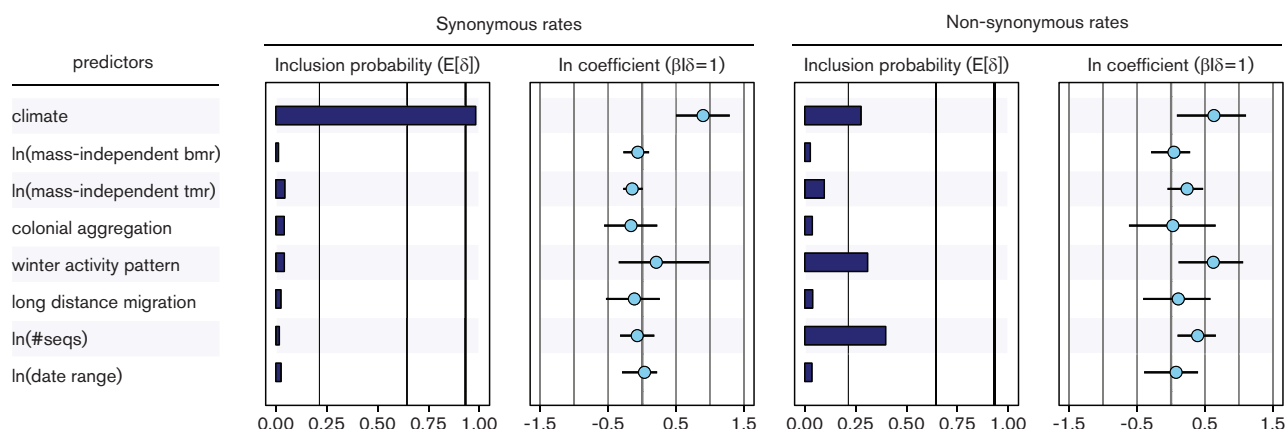 Synonymous rates
Non-synonymous rates
predictors
Inclusion probability (E[δ])
ln coefficient (β|δ=1)
Inclusion probability (E[δ])
ln coefficient (β|δ=1)
climate
ln(mass-independent bmr)
ln(mass-independent tmr)
colonial aggregation
winter activity pattern
long distance migration
ln(#seqs)
ln(date range)
0.00 0.25 0.50 0.75 1.00
-1.5 -0.5 0.5 1.5
0.00 0.25 0.50 0.75 1.00
-1.5 -0.5 0.5 1.5